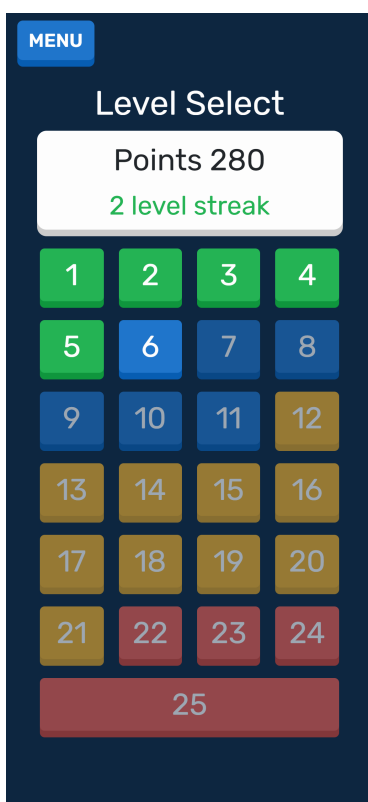 MENU
Level Select
Points 280
2 level streak
1 2 3 4
5 6 7 8
9 10 11 12
13 14 15 16
17 18 19 20
21 22 23 24
25